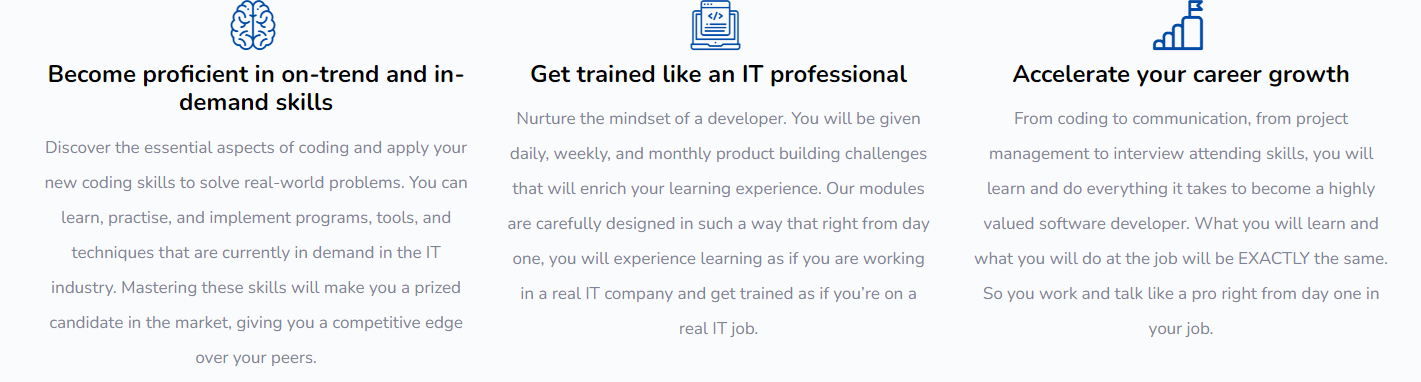 Become proficient in on-trend and in-
demand skills
Discover the essential aspects of coding and apply your
new coding skills to solve real-world problems. You can
learn, practise, and implement programs, tools, and
techniques that are currently in demand in the IT
industry. Mastering these skills will make you a prized
candidate in the market, giving you a competitive edge
over your peers.
Get trained like an IT professional
Nurture the mindset of a developer. You will be given
daily, weekly, and monthly product building challenges
that will enrich your learning experience. Our modules
are carefully designed in such a way that right from day
one, you will experience learning as if you are working
in a real IT company and get trained as if you’re on a
real IT job.
Accelerate your career growth
From coding to communication, from project
management to interview attending skills, you will
learn and do everything it takes to become a highly
valued software developer. What you will learn and
what you will do at the job will be EXACTLY the same.
So you work and talk like a pro right from day one in
your job.